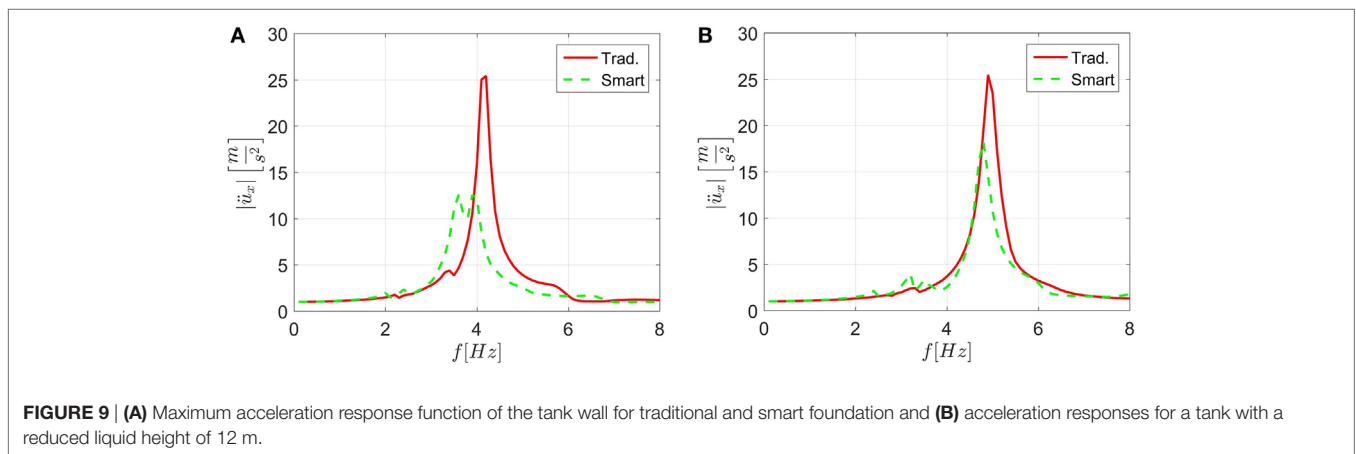 A
30
25
20
15
10
5
0
|ü_x| [m/s²]
0 2 4 6 8
f[Hz]
Trad.
Smart
B
30
25
20
15
10
5
0
|ü_x| [m/s²]
0 2 4 6 8
f[Hz]
Trad.
Smart
FIGURE 9 | (A) Maximum acceleration response function of the tank wall for traditional and smart foundation and (B) acceleration responses for a tank with a
reduced liquid height of 12 m.